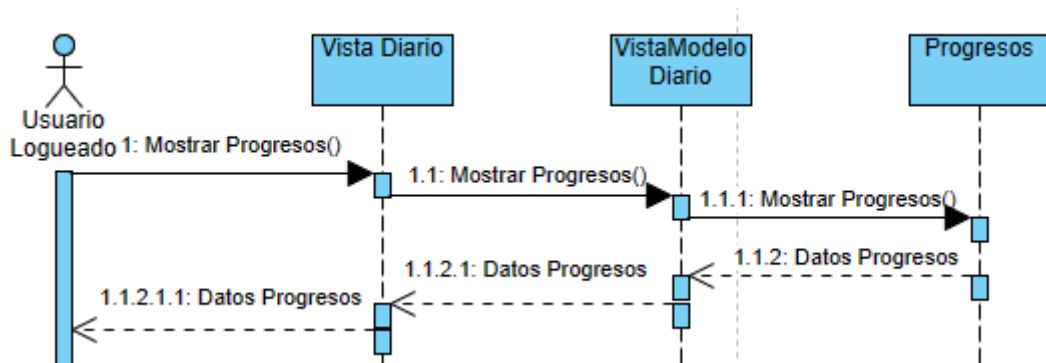 Vista Diario
VistaModelo
Diario
Progresos
Usuario
Logueado
1: Mostrar Progresos()
1.1: Mostrar Progresos()
1.1.1: Mostrar Progresos()
1.1.2: Datos Progresos
1.1.2.1: Datos Progresos
1.1.2.1.1: Datos Progresos